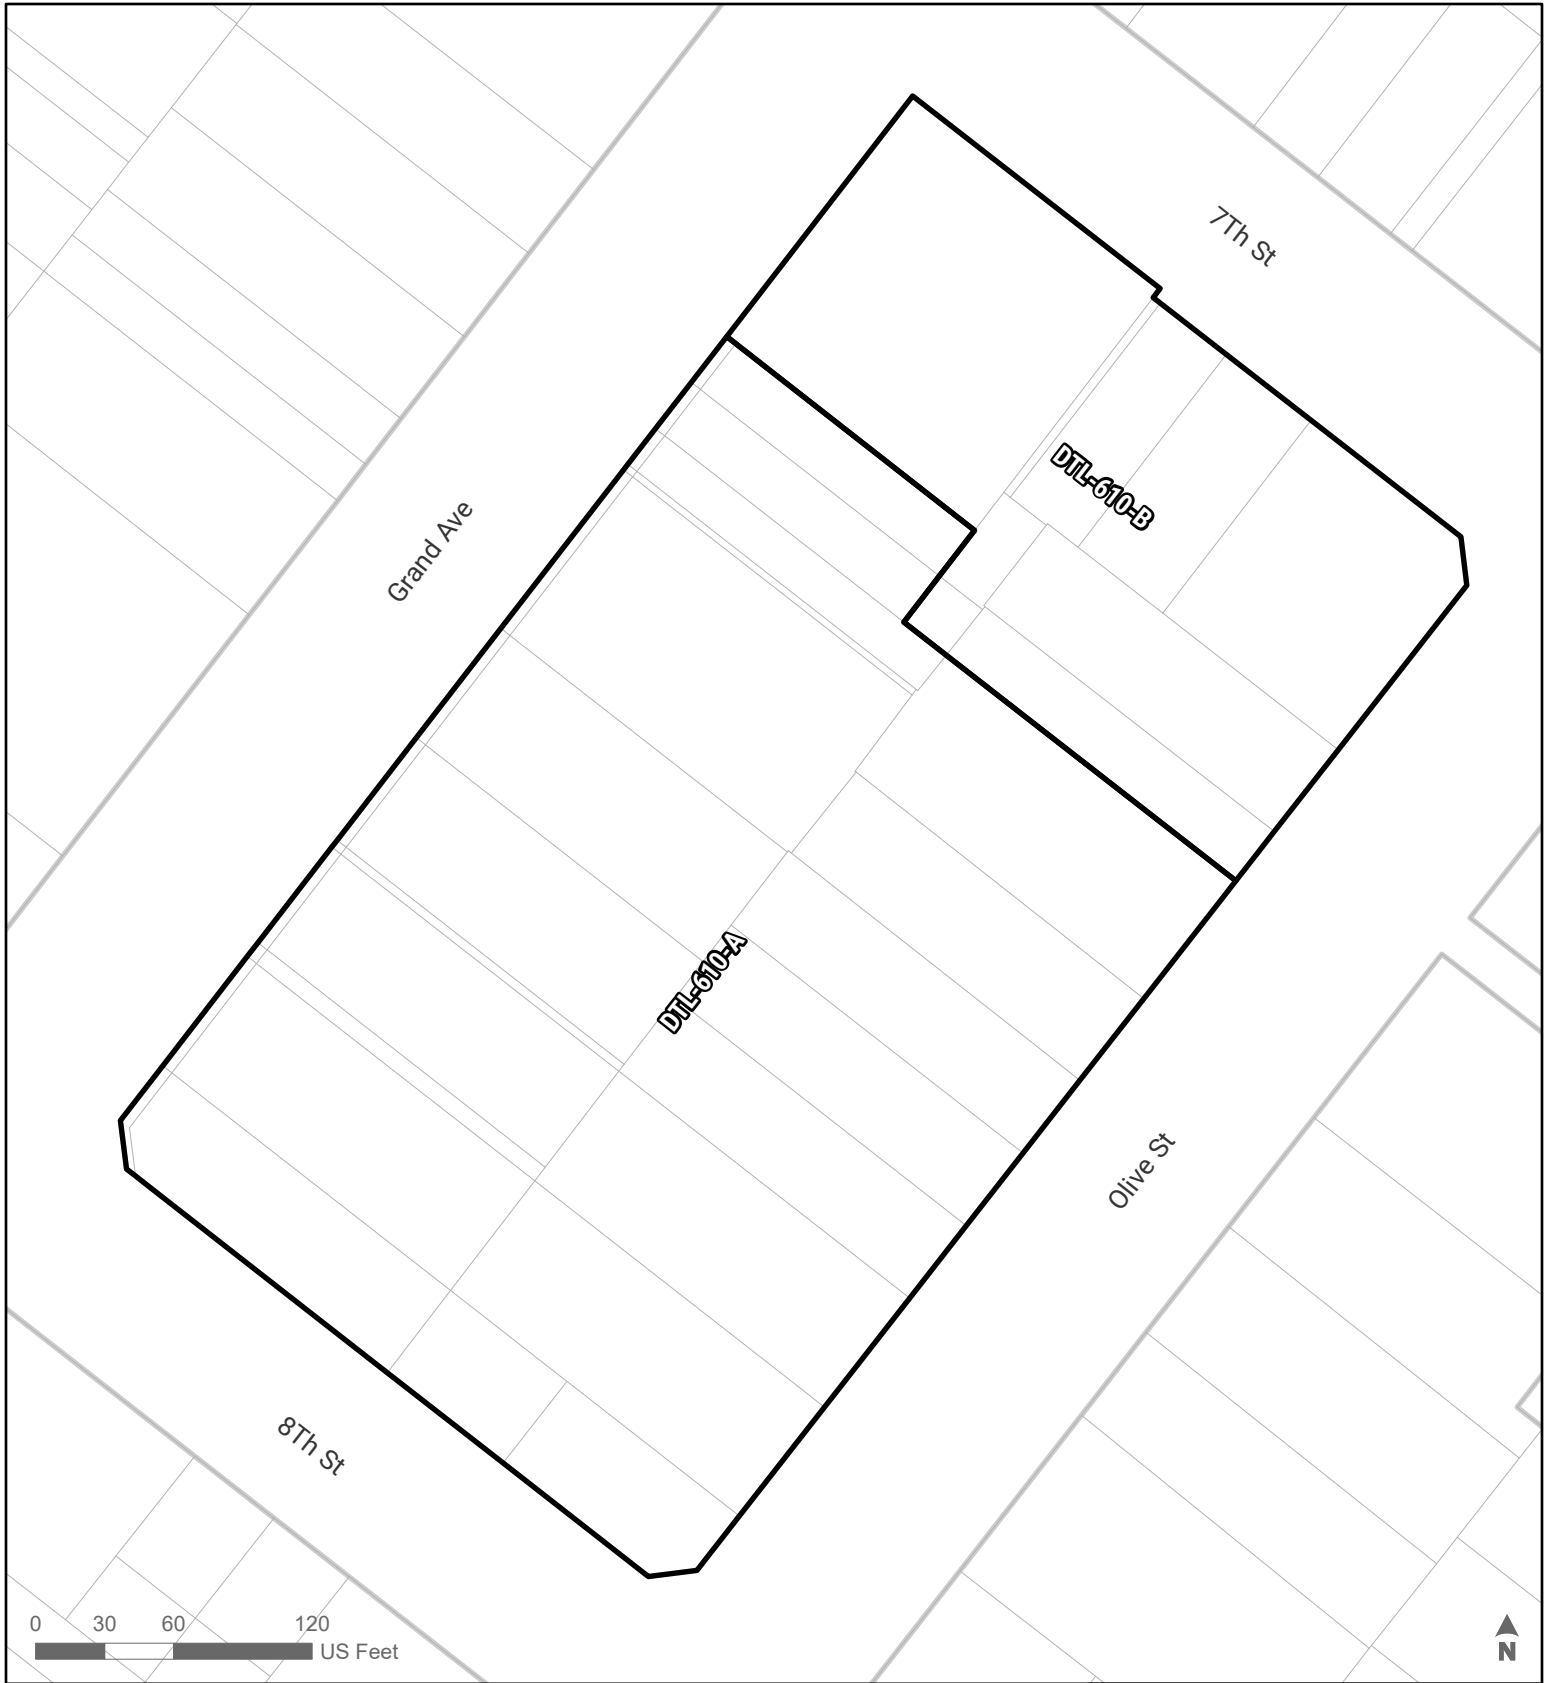 7Th St
DTL-610-B
Grand Ave
DTL-610-A
Olive St
8Th St
0 30 60 120
US Feet
N